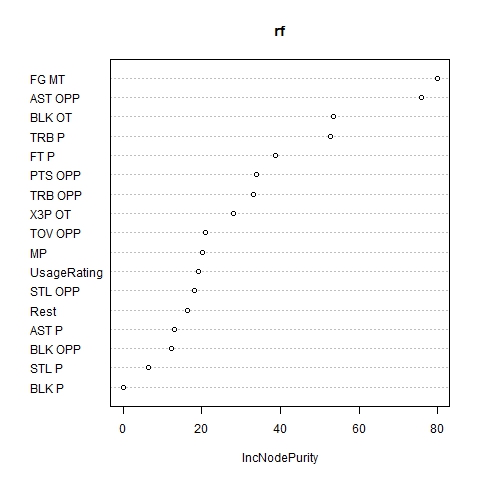 rf
FG MT
AST OPP
BLK OT
TRB P
FT P
PTS OPP
TRB OPP
X3P OT
TOV OPP
MP
UsageRating
STL OPP
Rest
AST P
BLK OPP
STL P
BLK P
0 20 40 60 80
IncNodePurity